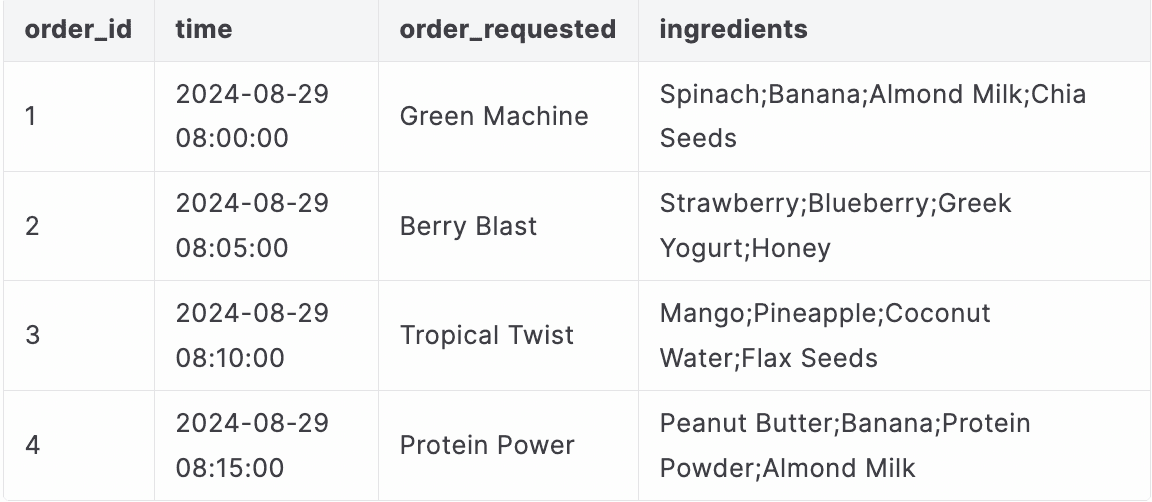 order_id time order_requested ingredients
1 2024-08-29 08:00:00 Green Machine Spinach;Banana;Almond Milk;Chia Seeds
2 2024-08-29 08:05:00 Berry Blast Strawberry;Blueberry;Greek Yogurt;Honey
3 2024-08-29 08:10:00 Tropical Twist Mango;Pineapple;Coconut Water;Flax Seeds
4 2024-08-29 08:15:00 Protein Power Peanut Butter;Banana;Protein Powder;Almond Milk